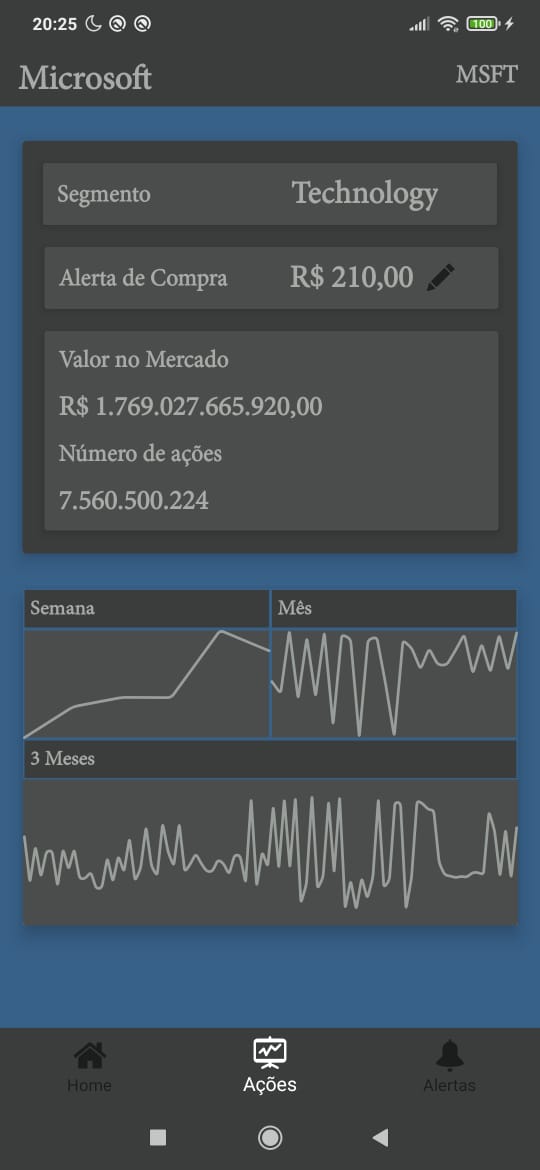 20:25
100
Microsoft MSFT
Segmento Technology
Alerta de Compra R$ 210,00
Valor no Mercado
R$ 1.769.027.665.920,00
Número de ações
7.560.500.224
Semana Mês
3 Meses
Home Ações Alertas